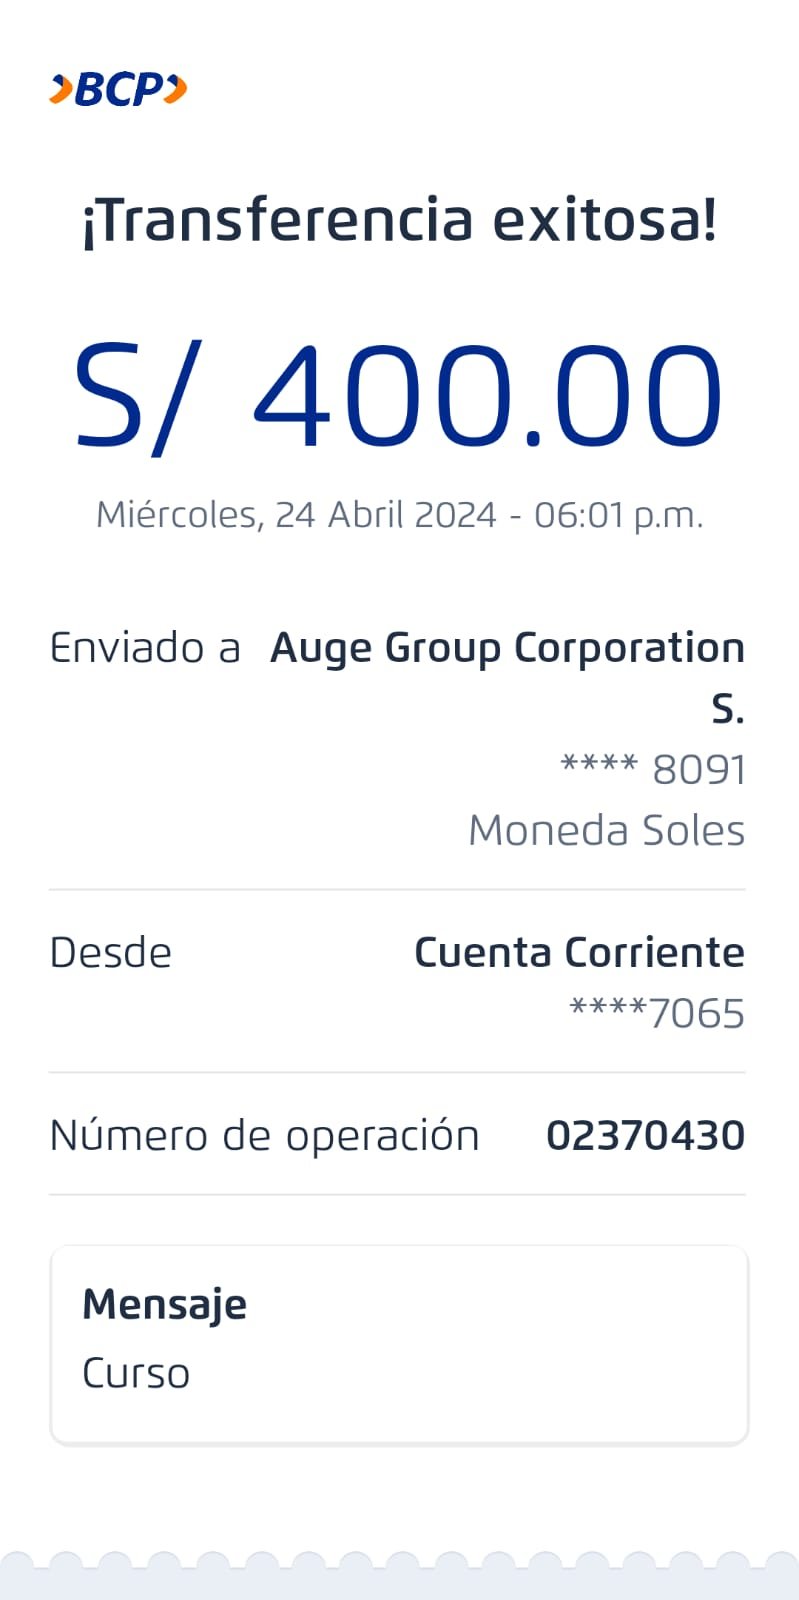 BCP
¡Transferencia exitosa!
S/ 400.00
Miércoles, 24 Abril 2024 - 06:01 p.m.
Enviado a Auge Group Corporation
S.
**** 8091
Moneda Soles
Desde Cuenta Corriente
****7065
Número de operación 02370430
Mensaje
Curso